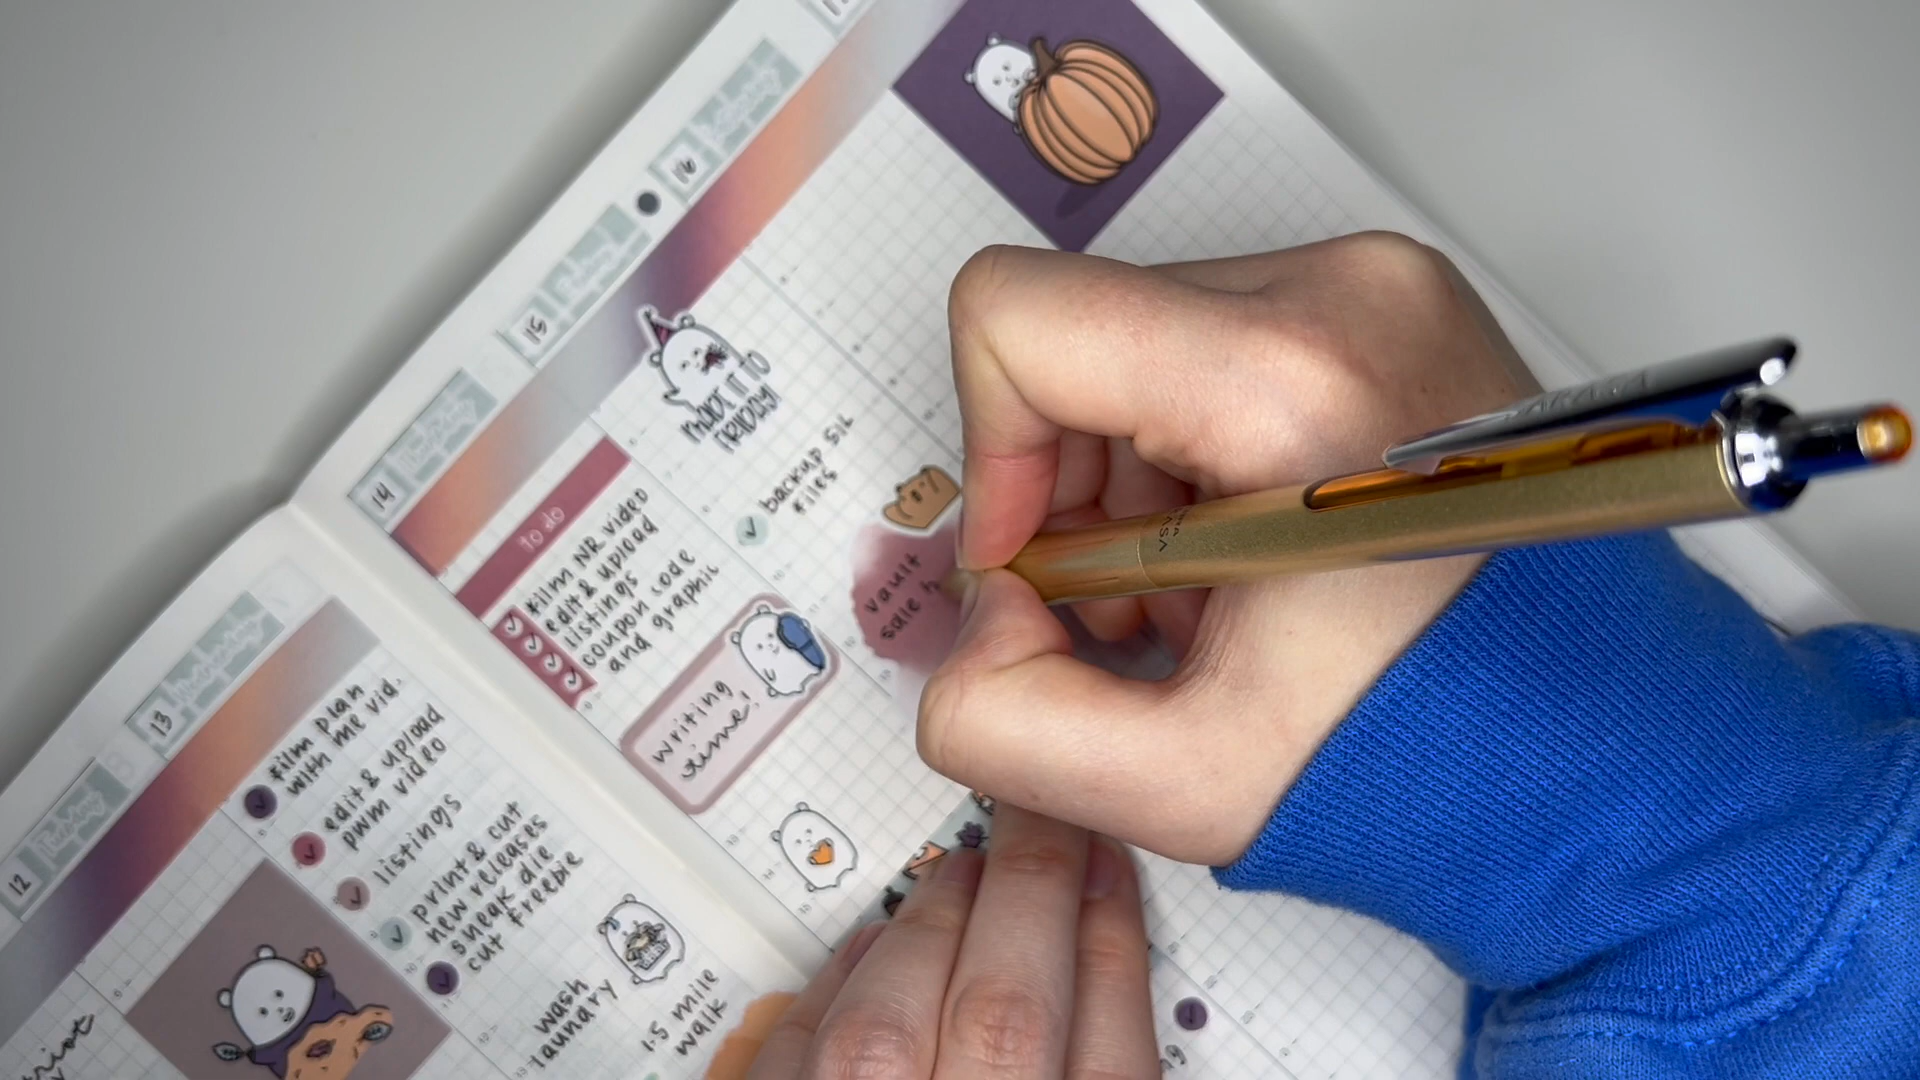 12
13
film plan
with me vid.
edit & upload
pwm video
listings
print & cut
new releases
sneak die
cut freebie
wash
laundry
1.5 mile
walk
14
to do
film NR video
edit & upload
listings
coupon code
and graphic
writing
time!
15
MADE IT TO
FRIDAY!
backup SIL
files
vault
sale h
16
SARASA